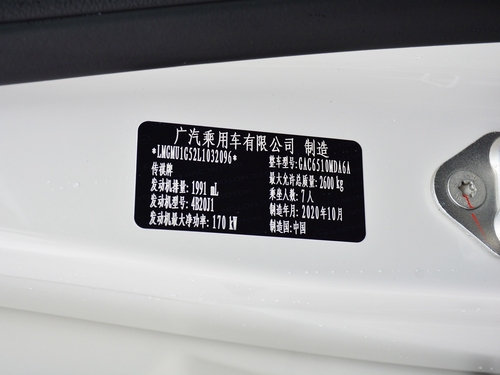 广汽乘用车有限公司 制造
*LMGMU1G52L1032096*
整车型号:GAC6510MDA6A
传祺牌
最大允许总质量:2600 kg
发动机排量:1991 mL
乘坐人数:7人
发动机型号:4B20J1
制造年月:2020年10月
发动机最大净功率:170 kW
制造国:中国